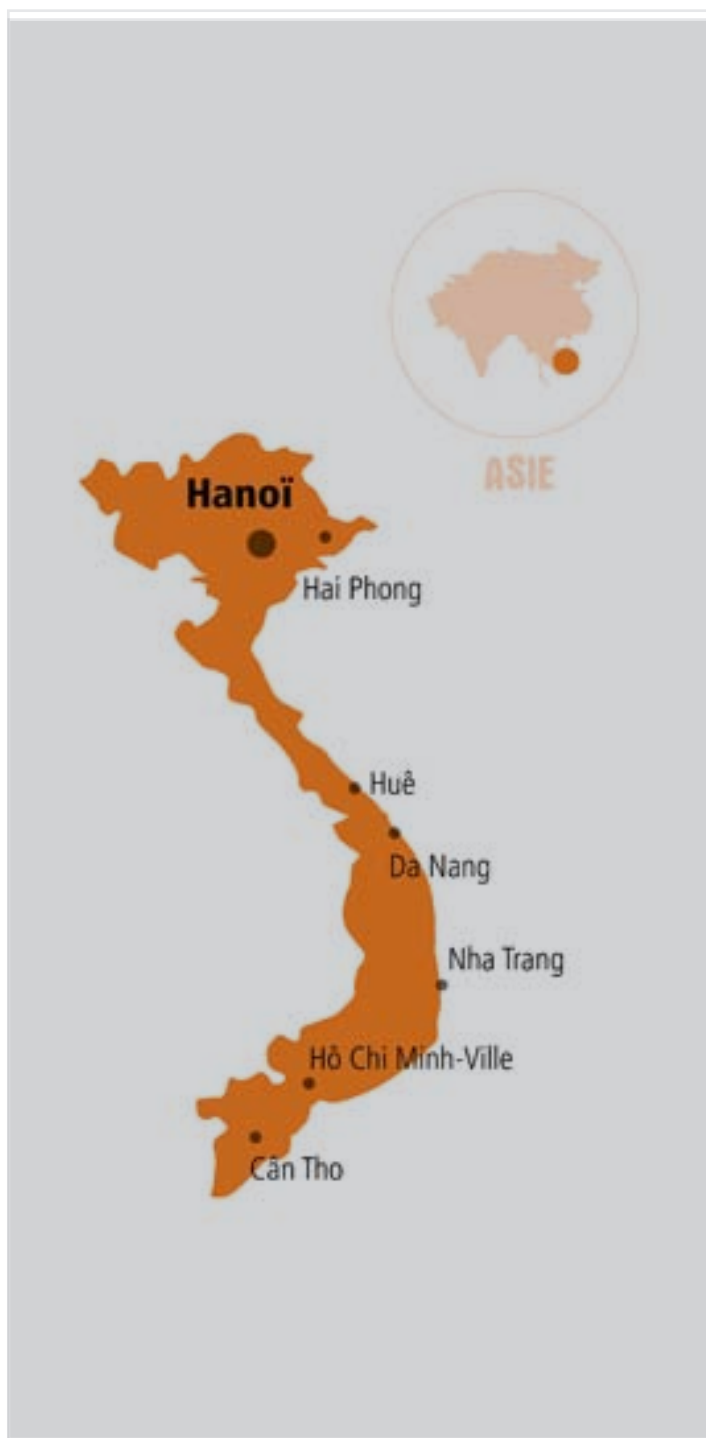 ASIE
Hanoï
Hai Phong
Huê
Da Nang
Nha Trang
Hô Chi Minh-Ville
Cân Tho